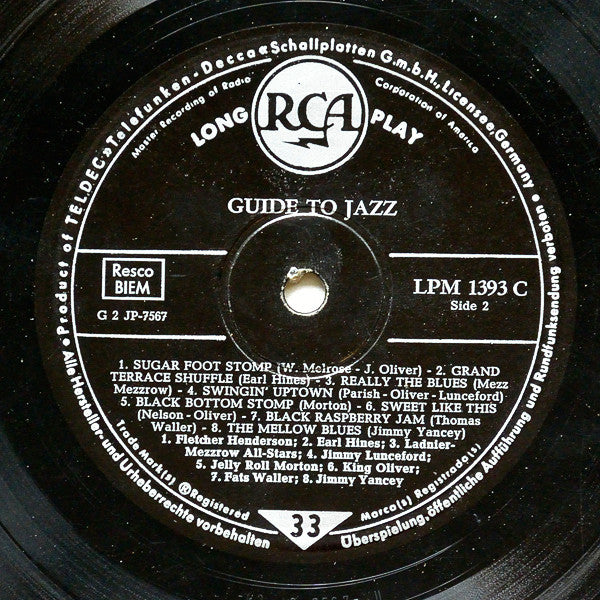 »Product of TELDEC »Telefunken - Decca« Schallplatten G.m.b.H., Licensee, Germany
Master Recording of Radio Corporation of America
LONG RCA PLAY
GUIDE TO JAZZ
Resco
BIEM
G 2 JP-7567
LPM 1393 C
Side 2
1. SUGAR FOOT STOMP (W. Melrose - J. Oliver) - 2. GRAND
TERRACE SHUFFLE (Earl Hines) - 3. REALLY THE BLUES (Mezz
Mezzrow) - 4. SWINGIN' UPTOWN (Parish - Oliver - Lunceford)
5. BLACK BOTTOM STOMP (Morton) - 6. SWEET LIKE THIS
(Nelson - Oliver) - 7. BLACK RASPBERRY JAM (Thomas
Waller) - 8. THE MELLOW BLUES (Jimmy Yancey)
1. Fletcher Henderson; 2. Earl Hines; 3. Ladnier-
Mezzrow All-Stars; 4. Jimmy Lunceford;
5. Jelly Roll Morton; 6. King Oliver;
7. Fats Waller; 8. Jimmy Yancey
Trade Mark(s) ®Registered
Marca(s) Registrada(s)
33
Alle Hersteller- und Urheberrechte vorbehalten
Überspielung, öffentliche Aufführung und Rundfunksendung verboten